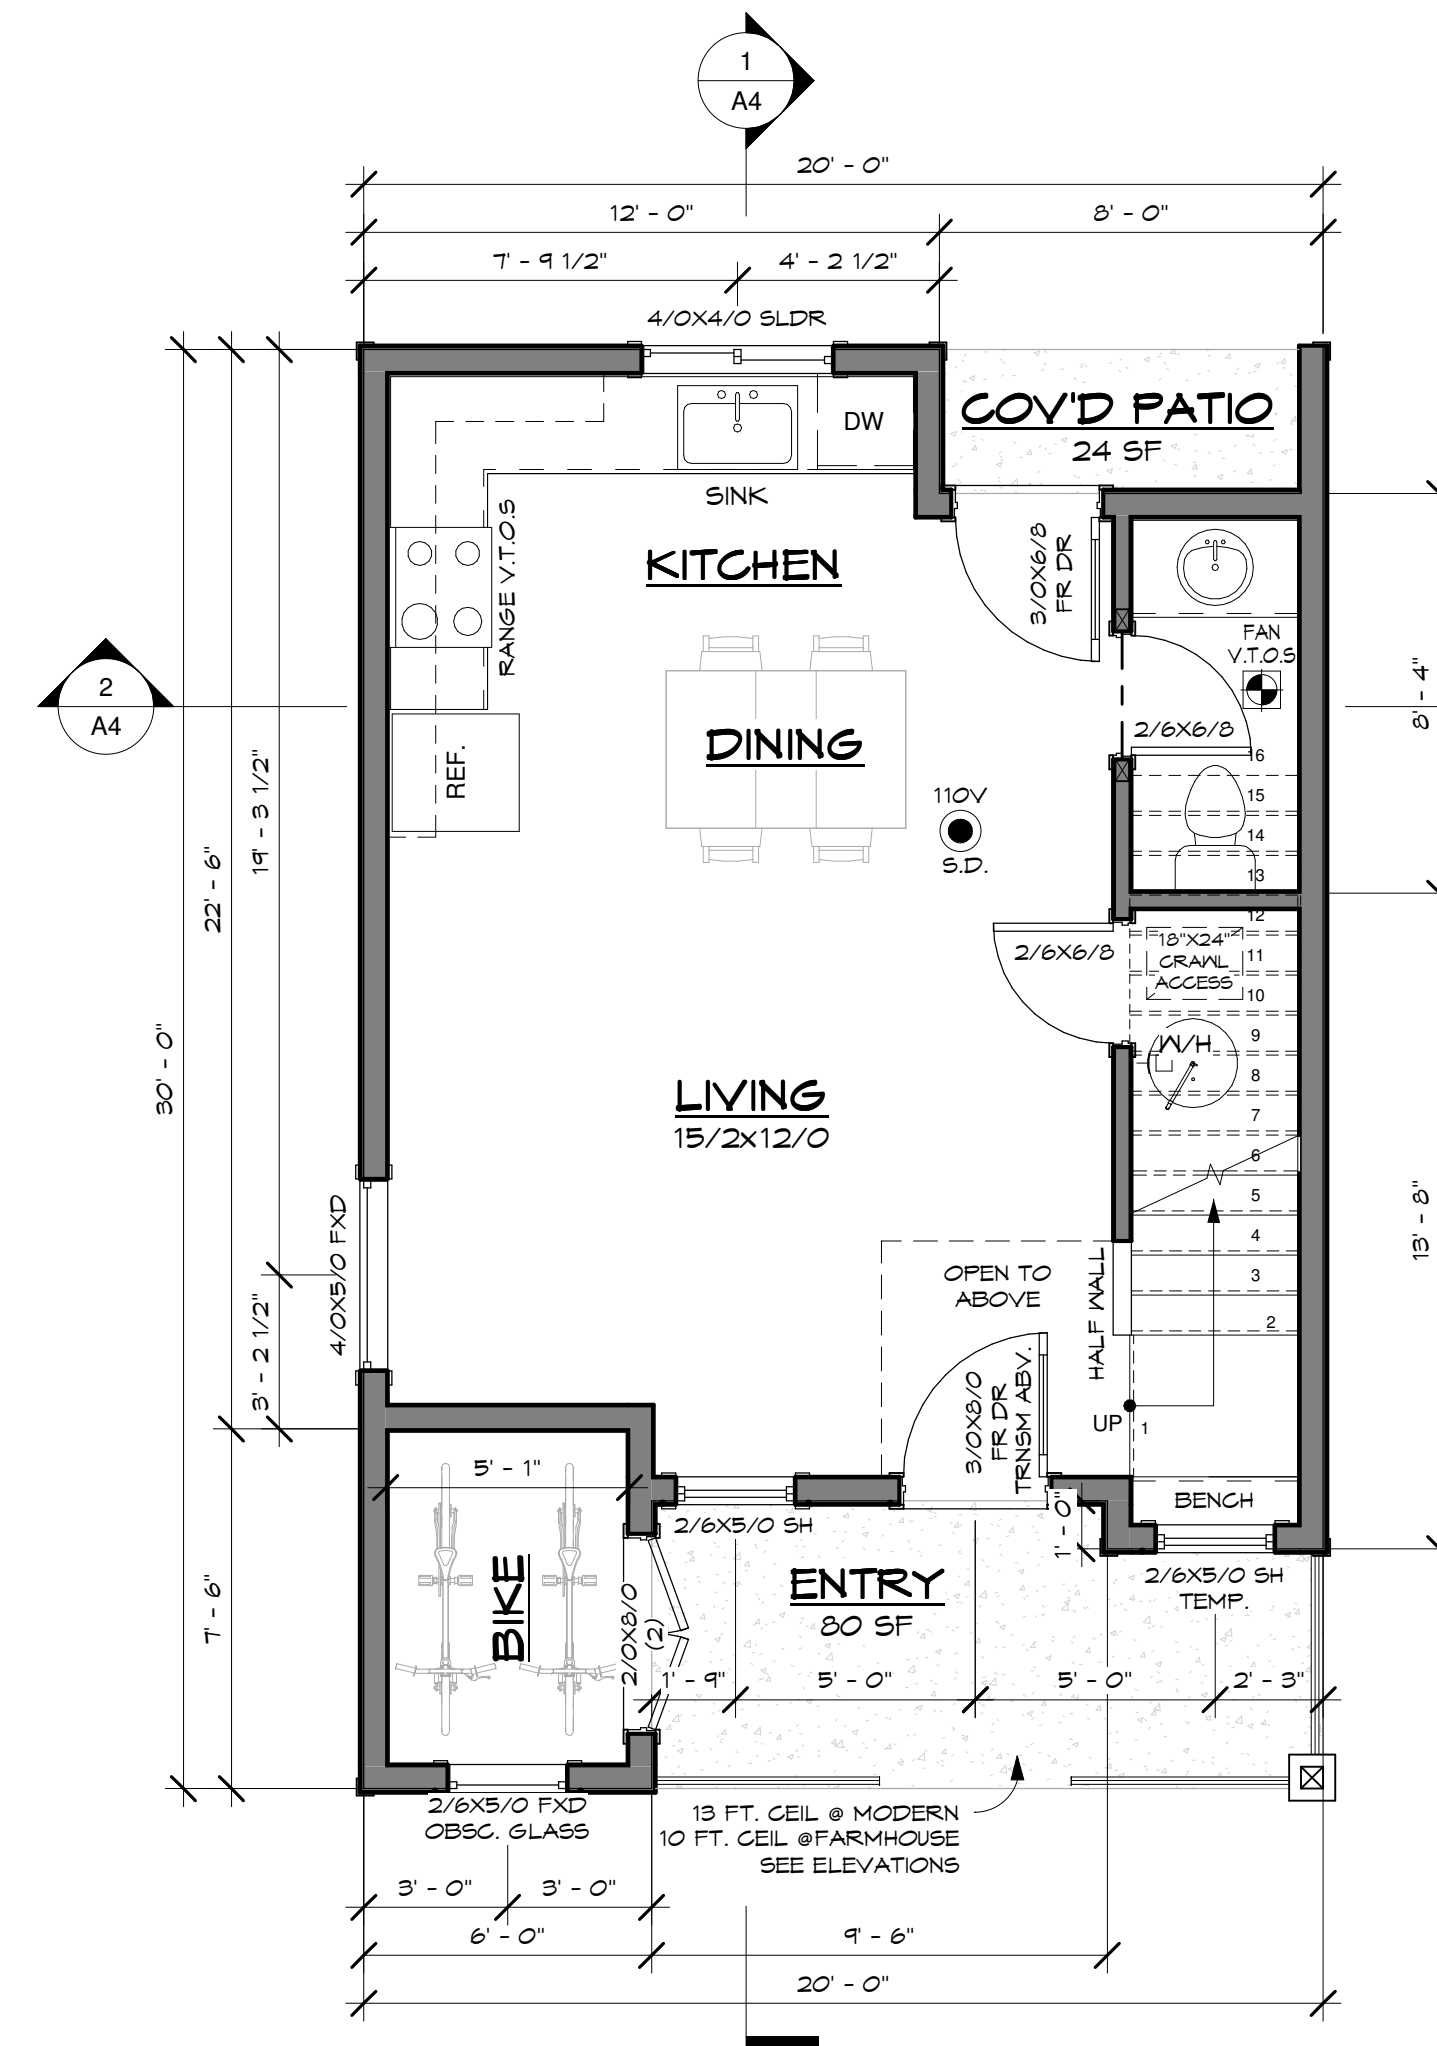 1
A4
20' - 0"
12' - 0"
8' - 0"
7' - 9 1/2"
4' - 2 1/2"
4/0X4/0 SLDR
COV'D PATIO
24 SF
DW
SINK
KITCHEN
RANGE V.T.O.S
3/0X6/8
FR DR
FAN
V.T.O.S
2
A4
DINING
2/6X6/8
REF.
110V
S.D.
16
15
14
13
12
11
10
9
8
7
6
5
4
3
2
1
8' - 4"
19' - 3 1/2"
22' - 6"
30' - 0"
2/6X6/8
18"X24"
CRAWL
ACCESS
W/H
LIVING
15/2x12/0
13' - 8"
4/0X5/0 FXD
3' - 2 1/2"
OPEN TO
ABOVE
HALF WALL
3/0X8/0
FR DR
TRNSM ABV.
UP
BENCH
5' - 1"
2/6X5/0 SH
1' - 0"
BIKE
2/0X8/0
(2)
ENTRY
80 SF
2/6X5/0 SH
TEMP.
7' - 6"
1' - 9"
5' - 0"
5' - 0"
2' - 3"
2/6X5/0 FXD
OBSC. GLASS
13 FT. CEIL @ MODERN
10 FT. CEIL @FARMHOUSE
SEE ELEVATIONS
3' - 0"
3' - 0"
6' - 0"
9' - 6"
20' - 0"